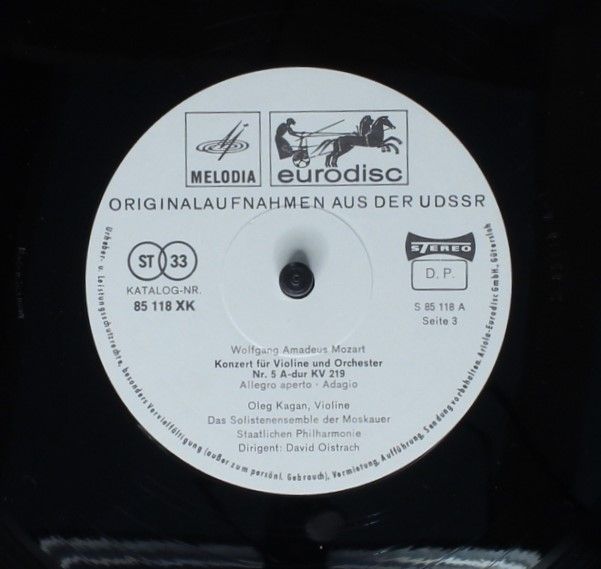 MELODIA
eurodisc
ORIGINALAUFNAHMEN AUS DER UDSSR
ST 33
KATALOG-NR.
85 118 XK
STEREO
D. P.
S 85 118 A
Seite 3
Wolfgang Amadeus Mozart
Konzert für Violine und Orchester
Nr. 5 A-dur KV 219
Allegro aperto · Adagio
Oleg Kagan, Violine
Das Solistenensemble der Moskauer
Staatlichen Philharmonie
Dirigent: David Oistrach
Urheber- u. Leistungsschutzrechte, besonders Vervielfältigung (außer zum persönl. Gebrauch), Vermietung, Aufführung, Sendung vorbehalten. Ariola-Eurodisc GmbH, Gütersloh